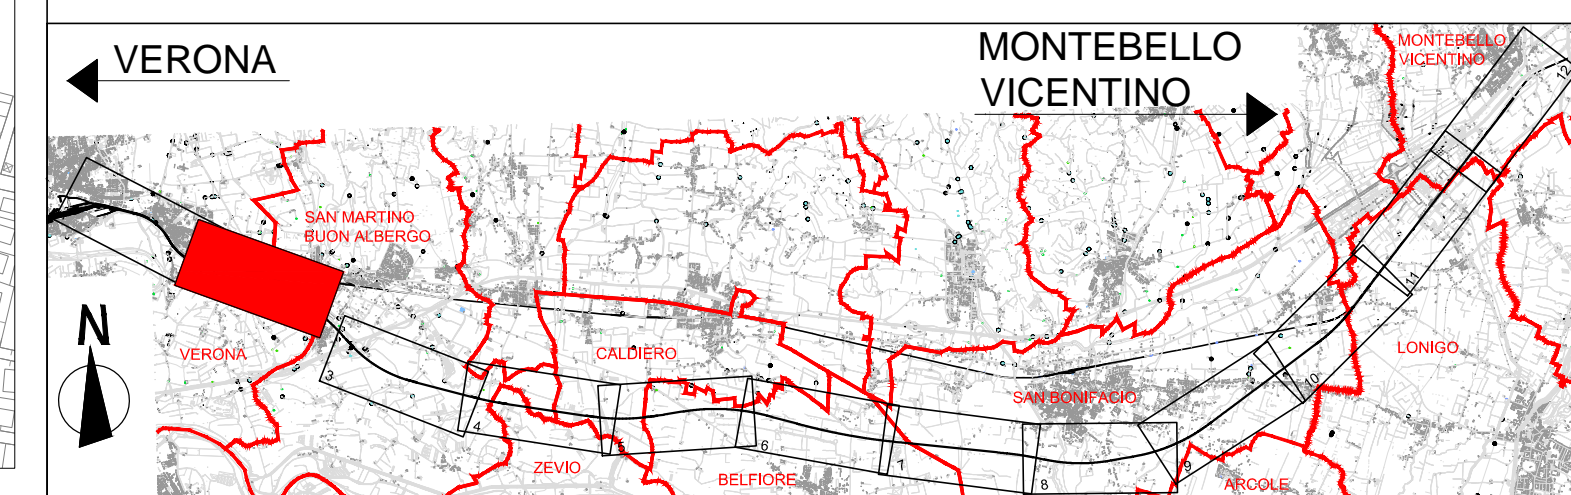 VERONA
MONTEBELLO
VICENTINO
MONTEBELLO
VICENTINO
12
SAN MARTINO
BUON ALBERGO
11
N
VERONA
CALDIERO
LONIGO
3
10
SAN BONIFACIO
4
5
6
7
8
9
ZEVIO
BELFIORE
ARCOLE